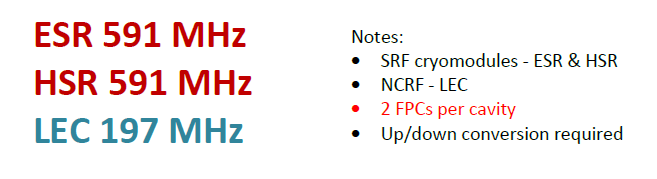 ESR 591 MHz
HSR 591 MHz
LEC 197 MHz
Notes:
• SRF cryomodules - ESR & HSR
• NCRF - LEC
• 2 FPCs per cavity
• Up/down conversion required